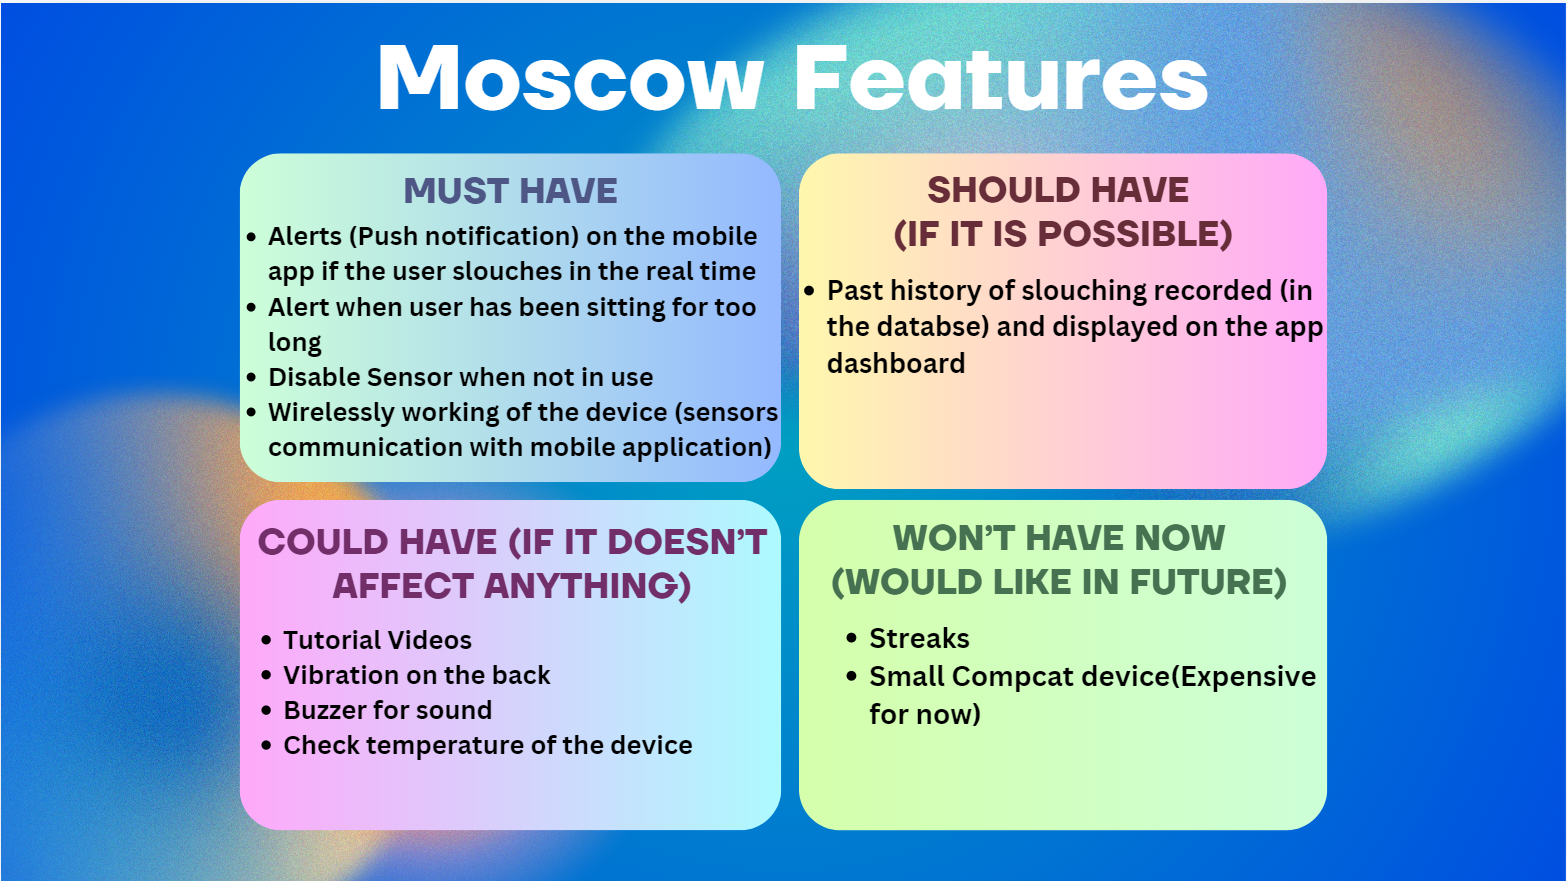 Moscow Features
MUST HAVE
• Alerts (Push notification) on the mobile
app if the user slouches in the real time
• Alert when user has been sitting for too
long
• Disable Sensor when not in use
• Wirelessly working of the device (sensors
communication with mobile application)
SHOULD HAVE
(IF IT IS POSSIBLE)
• Past history of slouching recorded (in
the databse) and displayed on the app
dashboard
COULD HAVE (IF IT DOESN'T
AFFECT ANYTHING)
• Tutorial Videos
• Vibration on the back
• Buzzer for sound
• Check temperature of the device
WON'T HAVE NOW
(WOULD LIKE IN FUTURE)
• Streaks
• Small Compcat device(Expensive
for now)